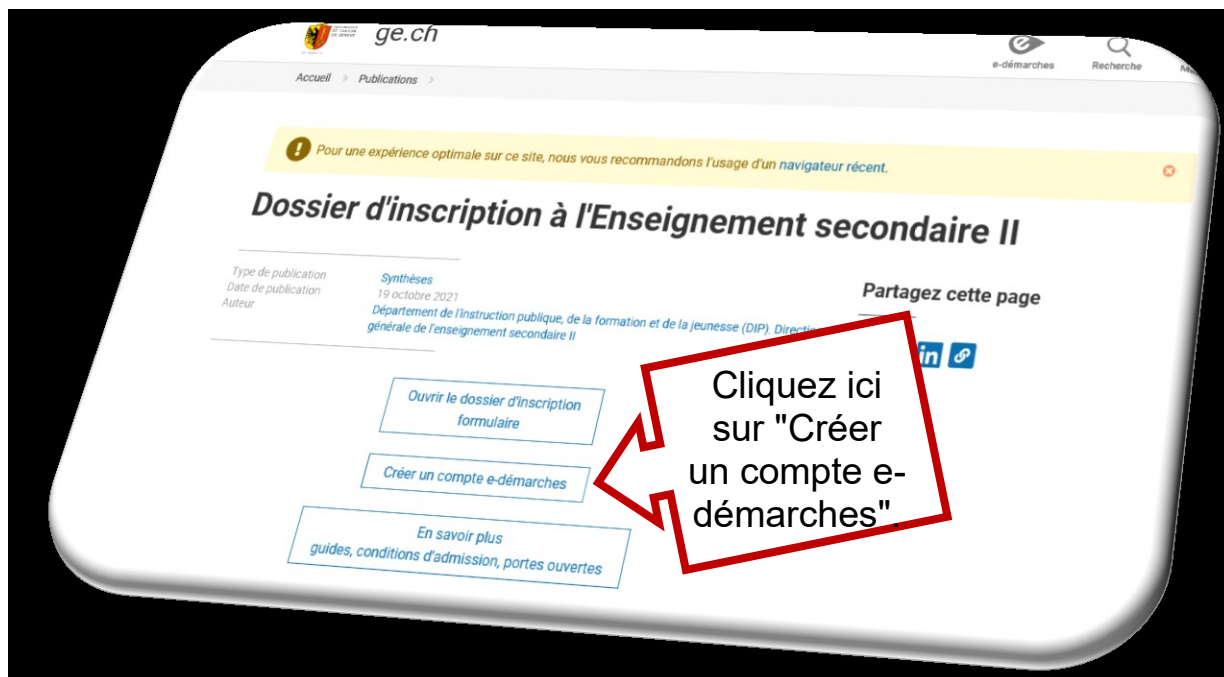 ge.ch
e-démarches
Recherche
Accueil > Publications >
Pour une expérience optimale sur ce site, nous vous recommandons l'usage d'un navigateur récent.
Dossier d'inscription à l'Enseignement secondaire II
Type de publication Synthèses
Date de publication 19 octobre 2021
Auteur Département de l'instruction publique, de la formation et de la jeunesse (DIP), Directio
générale de l'enseignement secondaire II
Partagez cette page
in
Ouvrir le dossier d'inscription
formulaire
Créer un compte e-démarches
En savoir plus
guides, conditions d'admission, portes ouvertes
Cliquez ici
sur "Créer
un compte e-
démarches".